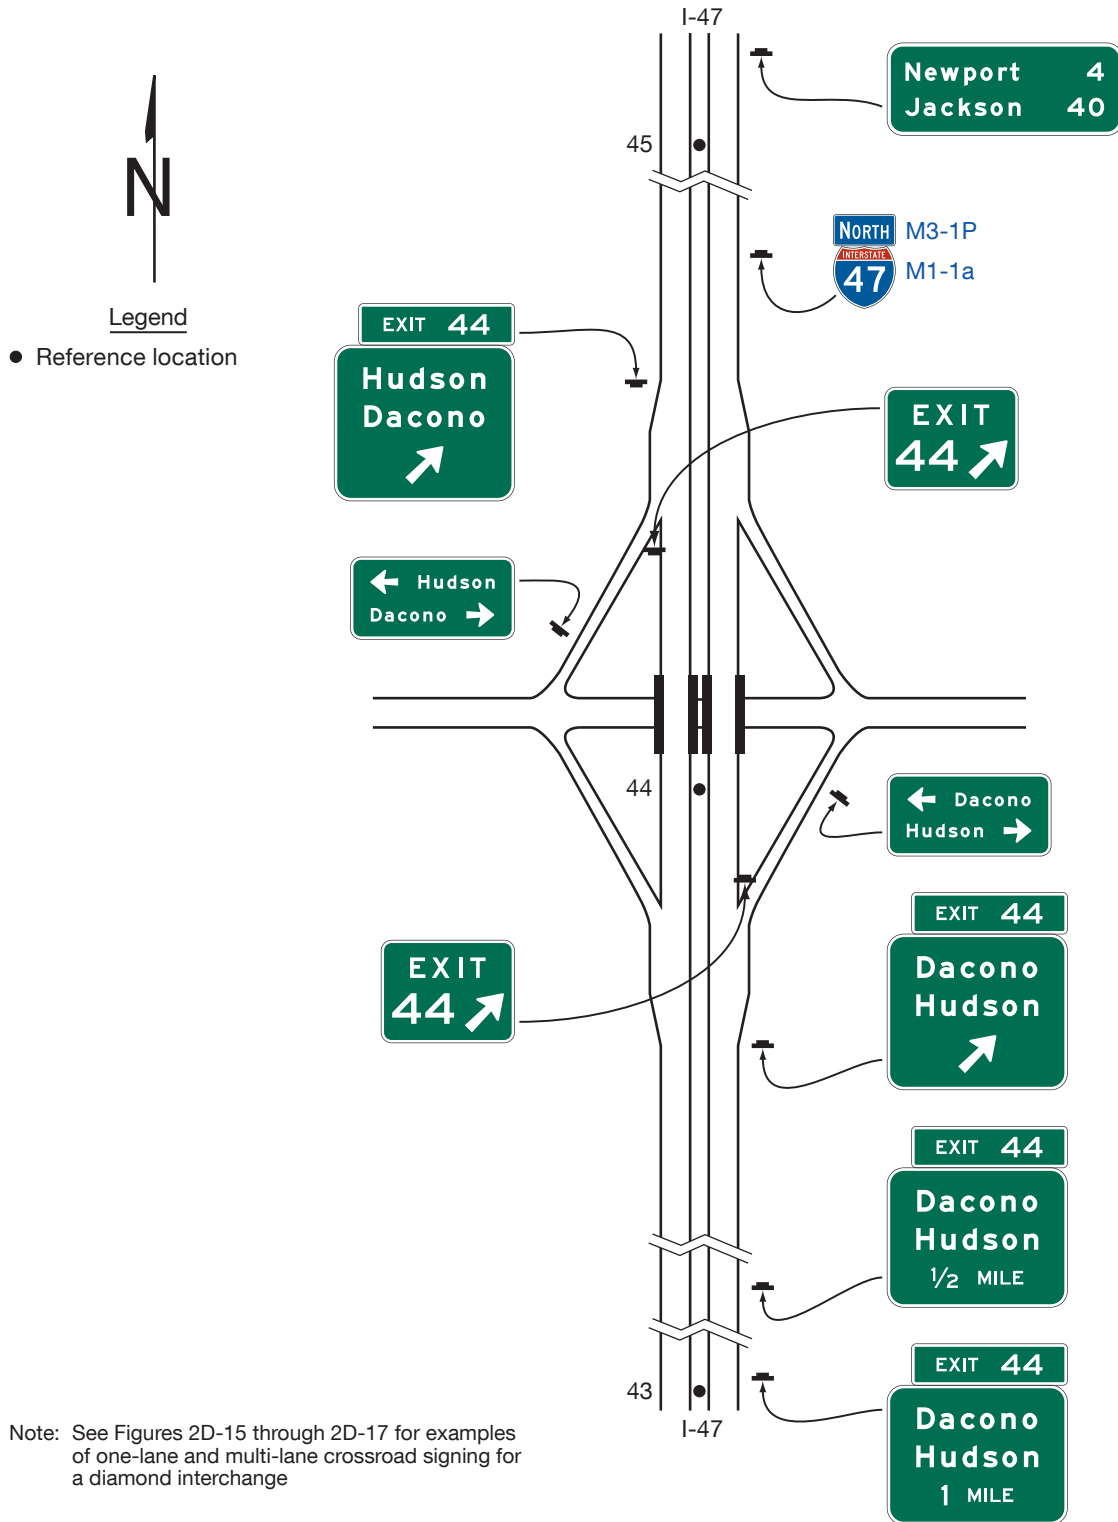 I-47
Newport 4
Jackson 40
45
N
NORTH M3-1P
INTERSTATE
47 M1-1a
Legend
● Reference location
EXIT 44
Hudson
Dacono
EXIT
44
← Hudson
Dacono →
44
← Dacono
Hudson →
EXIT 44
Dacono
Hudson
EXIT
44
EXIT 44
Dacono
Hudson
1/2 MILE
EXIT 44
Dacono
Hudson
1 MILE
43
I-47
Note: See Figures 2D-15 through 2D-17 for examples
of one-lane and multi-lane crossroad signing for
a diamond interchange